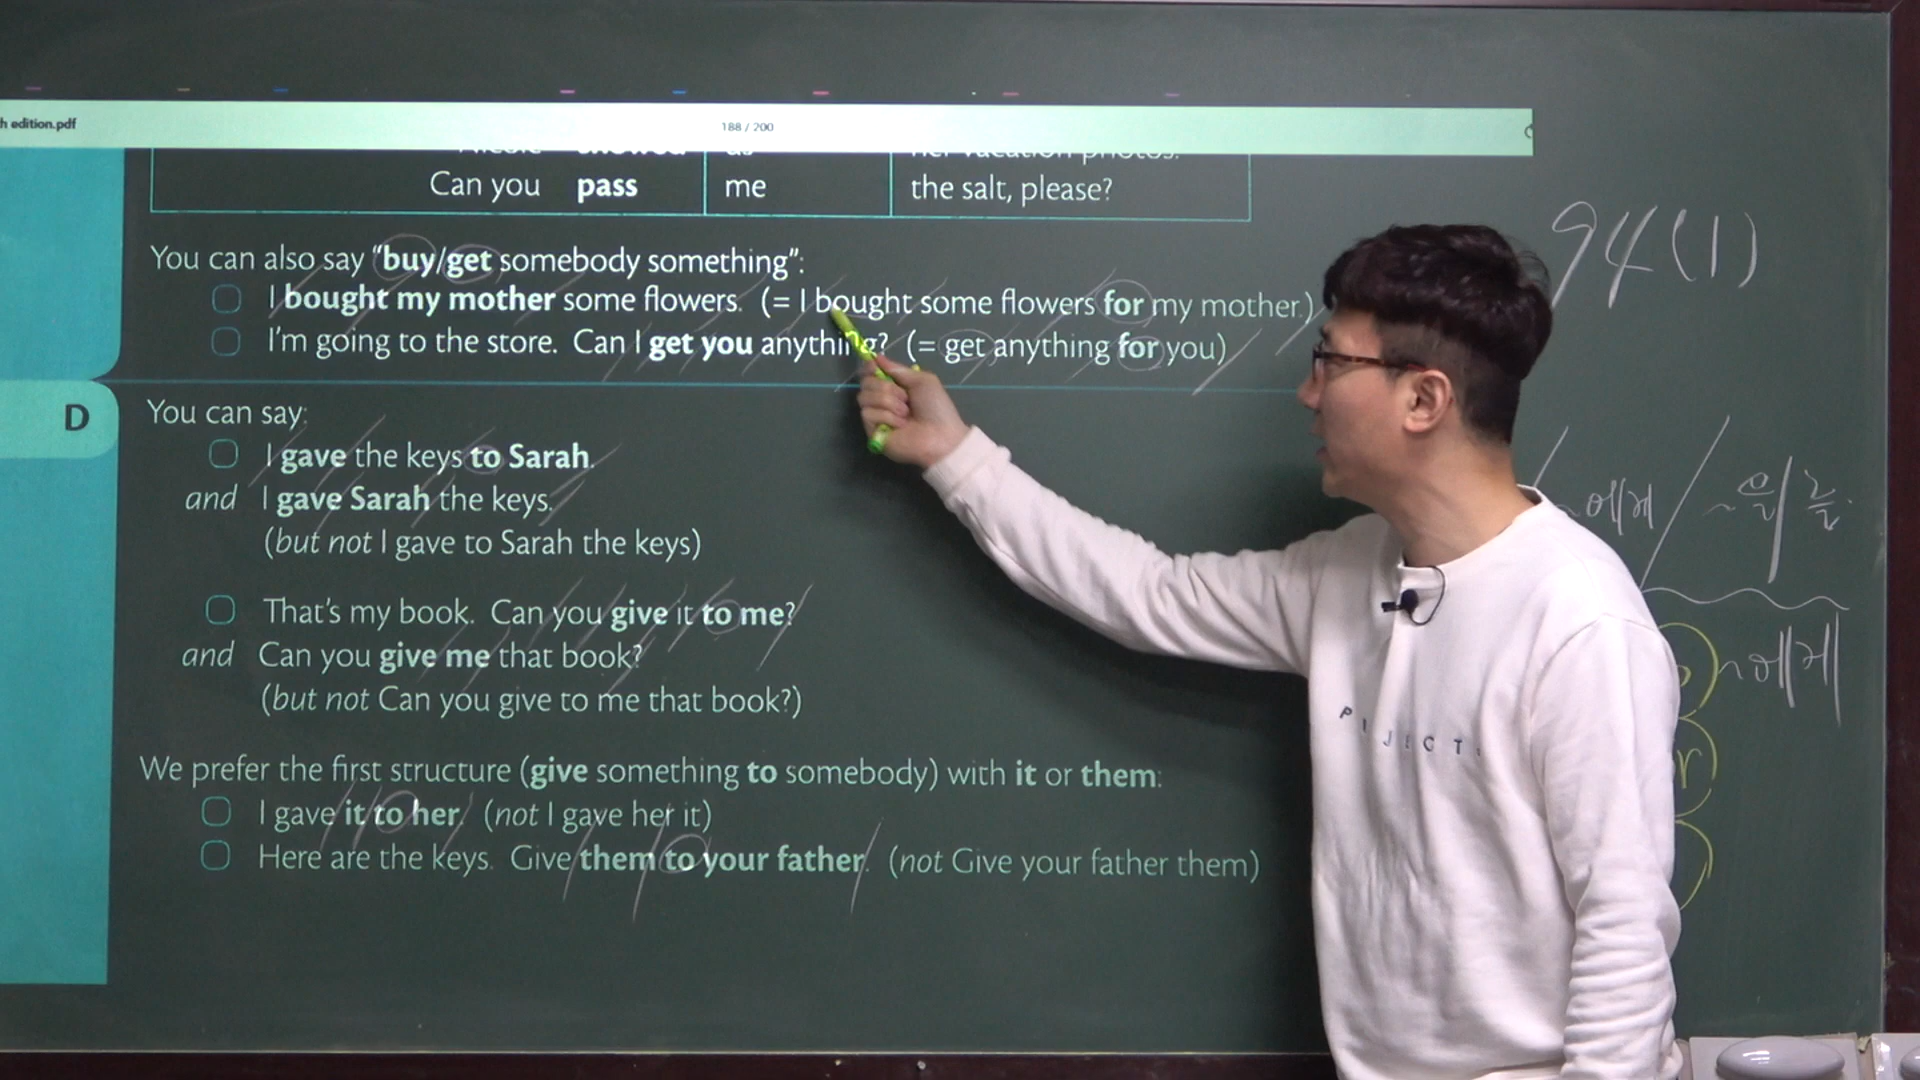 h edition.pdf
188 / 200
Can you pass me the salt, please?
You can also say “buy/get somebody something”:
I bought my mother some flowers. (= I bought some flowers for my mother.)
I'm going to the store. Can I get you anything? (= get anything for you)
D You can say:
I gave the keys to Sarah.
and I gave Sarah the keys.
(but not I gave to Sarah the keys)
That's my book. Can you give it to me?
and Can you give me that book?
(but not Can you give to me that book?)
We prefer the first structure (give something to somebody) with it or them:
I gave it to her. (not I gave her it)
Here are the keys. Give them to your father. (not Give your father them)
94(1)
~에게 / ~을/를
~에게